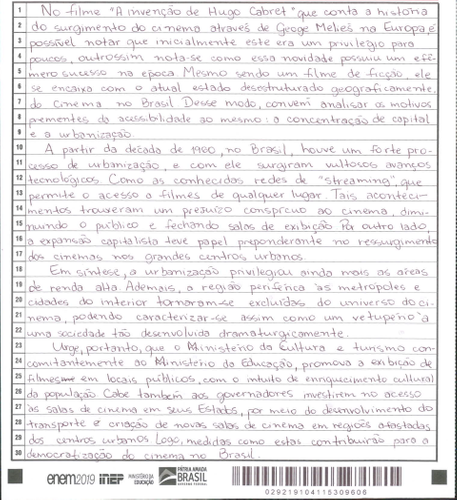 1 No filme "A invenção de Hugo Cabret" que conta a história
2 do surgimento do cinema através de Geoge Meliès na Europa, é
3 possível notar que inicialmente este era um privilégio para
4 poucos, outrossim nota-se como essa novidade possuiu um efê-
5 mero sucesso na época. Mesmo sendo um filme de ficção, ele
6 se encaixa com o atual estado desestruturado geograficamente
7 do cinema no Brasil. Desse modo, convém analisar os motivos
8 prementes da acessibilidade ao mesmo: a concentração de capital
9 e a urbanização.
10 A partir da década de 1980, no Brasil, houve um forte pro-
11 cesso de urbanização, e com ele surgiram vultosos avanços
12 tecnológicos. Como as conhecidas redes de "streaming", que
13 permite o acesso a filmes de qualquer lugar. Tais aconteci-
14 mentos trouxeram um prejuízo conspícuo ao cinema, dimi-
15 nuindo o público e fechando salas de exibição. Por outro lado,
16 a expansão capitalista teve papel preponderante no ressurgimento
17 dos cinemas nos grandes centros urbanos.
18 Em síntese, a urbanização privilegiou ainda mais as áreas
19 de renda alta. Ademais, a região periférica às metrópoles e
20 cidades do interior tornaram-se excluídas do universo do ci-
21 nema, podendo caracterizar-se assim como um vetupério à
22 uma sociedade tão desenvolvida dramaturgicamente.
23 Urge, portanto, que o Ministério da Cultura e turismo con-
24 comitantemente ao Ministério da Educação, promova a exibição de
25 filmes em locais públicos, com o intuito de enriquecimento cultural
26 da população. Cabe também aos governadores investirem no acesso
27 às salas de cinema em seus Estados, por meio do desenvolvimento do
28 transporte e criação de novas salas de cinema em regiões afastadas
29 dos centros urbanos. Logo, medidas como estas contribuirão para a
30 democratização do cinema no Brasil.
enem2019 inep MINISTÉRIO DA EDUCAÇÃO PÁTRIA AMADA BRASIL GOVERNO FEDERAL
029219104115309606